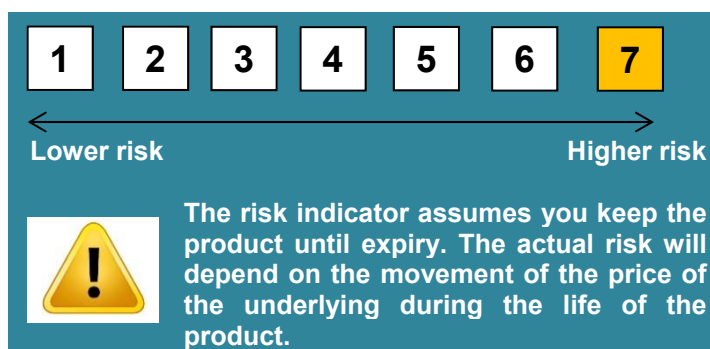 1 2 3 4 5 6 7
Lower risk Higher risk
The risk indicator assumes you keep the
product until expiry. The actual risk will
depend on the movement of the price of
the underlying during the life of the
product.